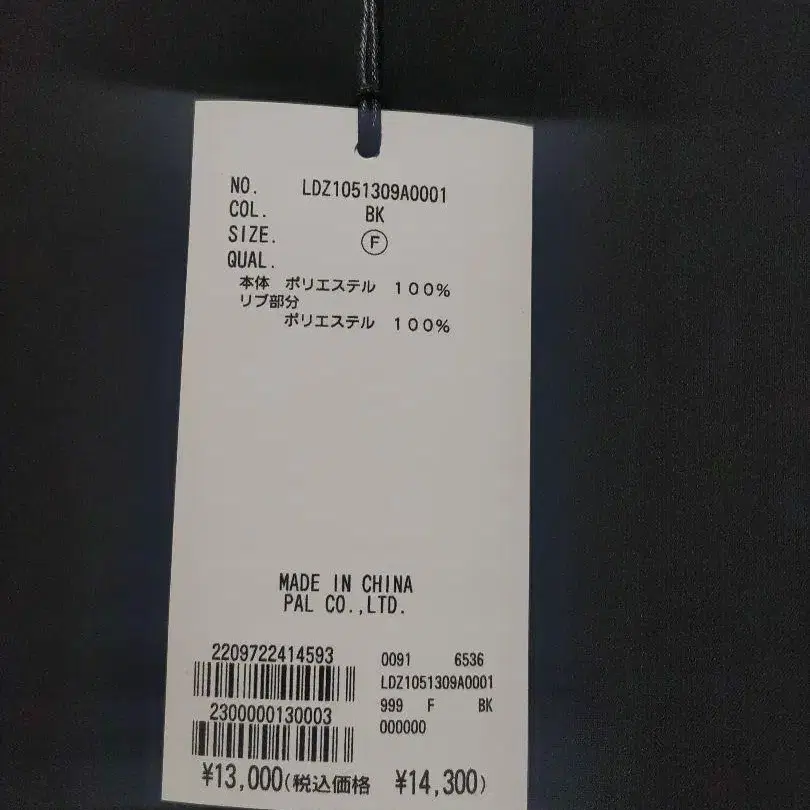 NO. LDZ1051309A0001
COL. BK
SIZE. Ⓕ
QUAL.
本体 ポリエステル 100%
リブ部分
ポリエステル 100%
MADE IN CHINA
PAL CO.,LTD.
2209722414593
2300000130003
0091 6536
LDZ1051309A0001
999 F BK
000000
¥13,000(税込価格 ¥14,300)